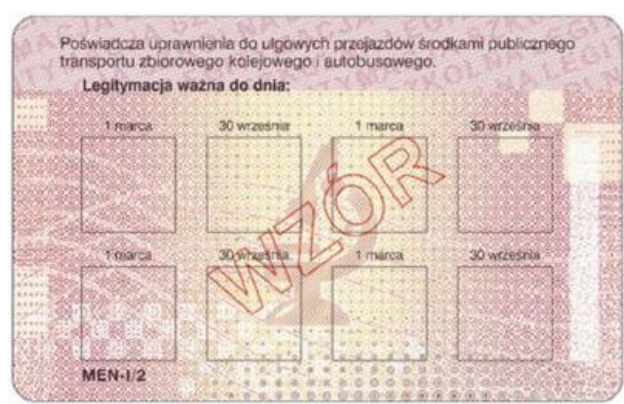 Poświadcza uprawnienia do ulgowych przejazdów środkami publicznego
transportu zbiorowego kolejowego i autobusowego.
Legitymacja ważna do dnia:
1 marca 30 września 1 marca 30 września
WZÓR
1 marca 30 września 1 marca 30 września
MEN-I/2